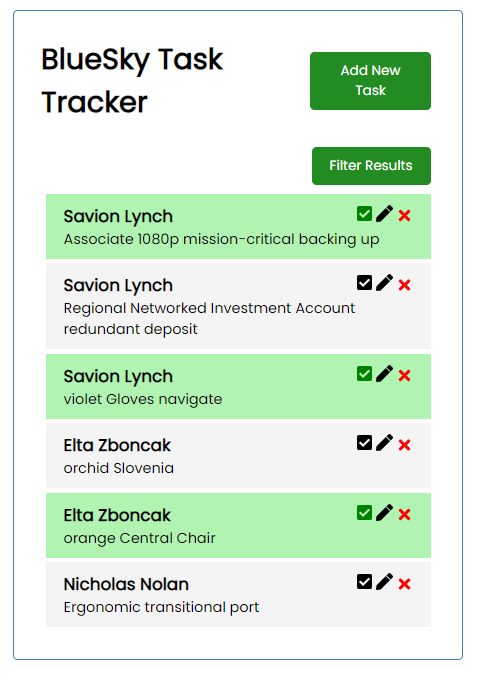 BlueSky Task
Tracker
Add New
Task
Filter Results
Savion Lynch
Associate 1080p mission-critical backing up
Savion Lynch
Regional Networked Investment Account
redundant deposit
Savion Lynch
violet Gloves navigate
Elta Zboncak
orchid Slovenia
Elta Zboncak
orange Central Chair
Nicholas Nolan
Ergonomic transitional port